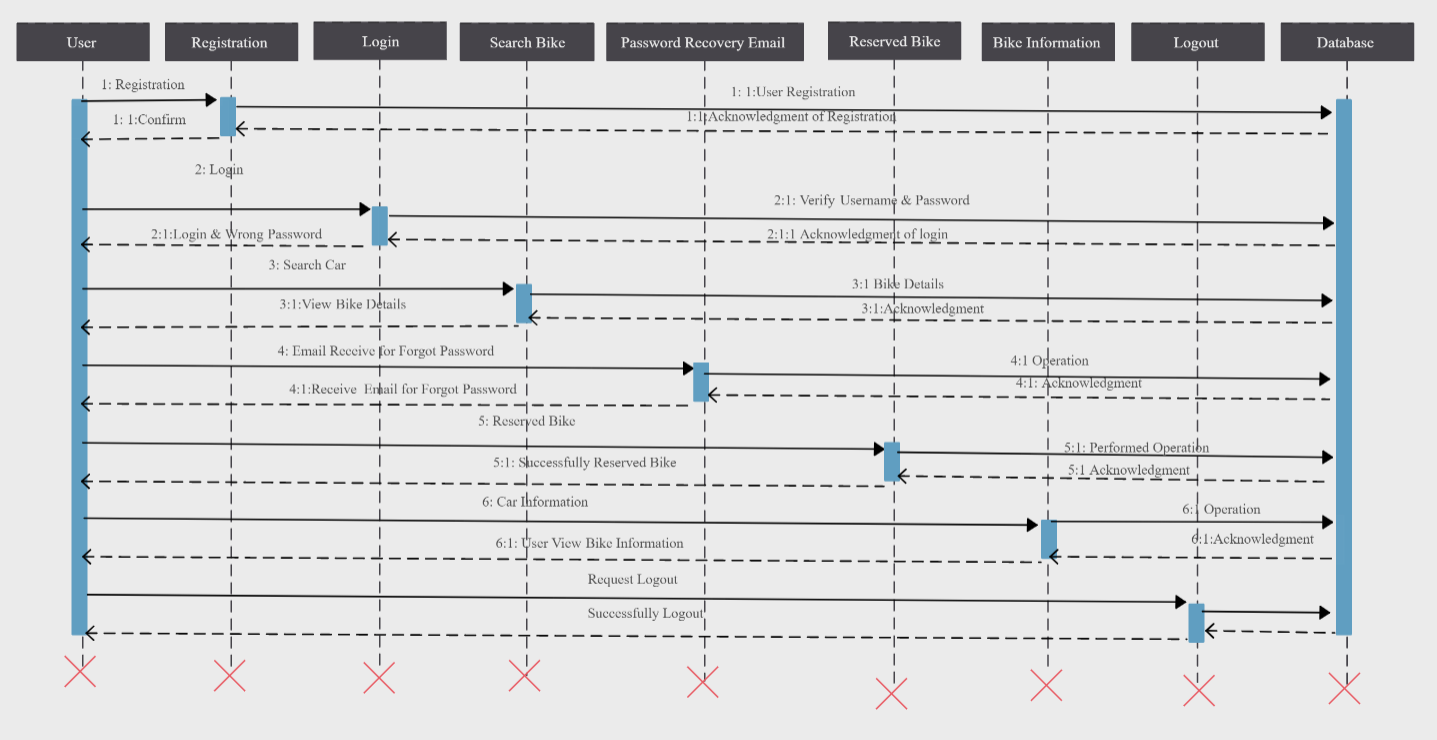 User
Registration
Login
Search Bike
Password Recovery Email
Reserved Bike
Bike Information
Logout
Database
1: Registration
1: 1:User Registration
1: 1:Confirm
1:1:Acknowledgment of Registration
2: Login
2:1: Verify Username & Password
2:1:Login & Wrong Password
2:1:1 Acknowledgment of login
3: Search Car
3:1 Bike Details
3:1:View Bike Details
3:1:Acknowledgment
4: Email Receive for Forgot Password
4:1 Operation
4:1:Receive Email for Forgot Password
4:1: Acknowledgment
5: Reserved Bike
5:1: Performed Operation
5:1: Successfully Reserved Bike
5:1 Acknowledgment
6: Car Information
6:1 Operation
6:1: User View Bike Information
6:1:Acknowledgment
Request Logout
Successfully Logout